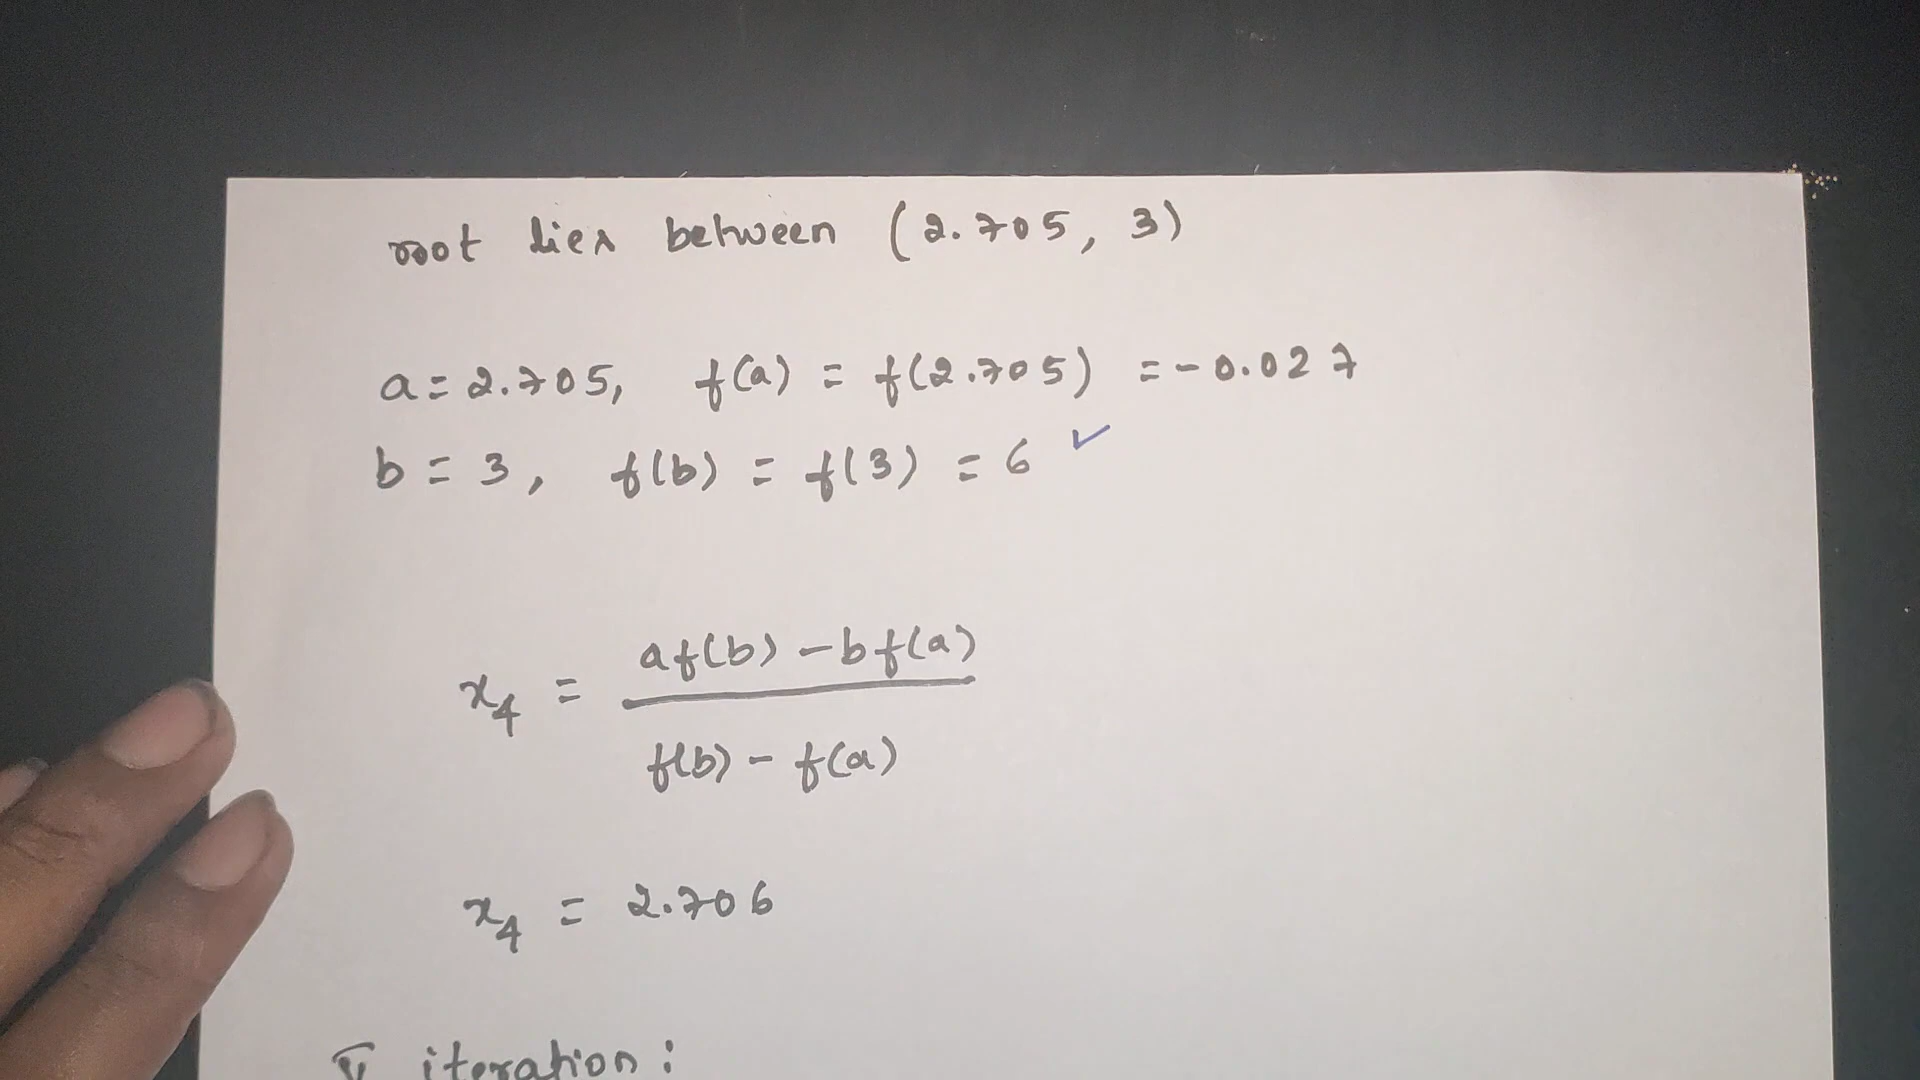 root lies between (2.705, 3)
a = 2.705, f(a) = f(2.705) = -0.027
b = 3, f(b) = f(3) = 6 ✓
x₄ = af(b) - bf(a) / f(b) - f(a)
x₄ = 2.706
V iteration: